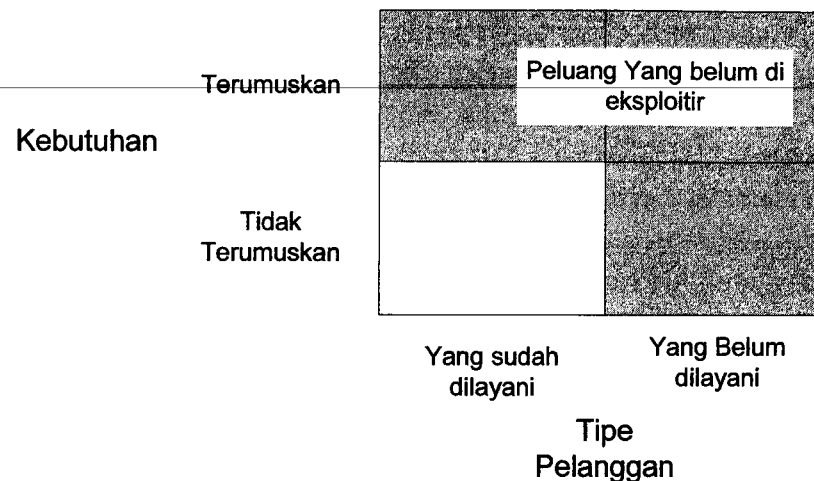 Terumuskan
Peluang Yang belum di
eksploitir
Kebutuhan
Tidak
Terumuskan
Yang sudah
dilayani
Yang Belum
dilayani
Tipe
Pelanggan